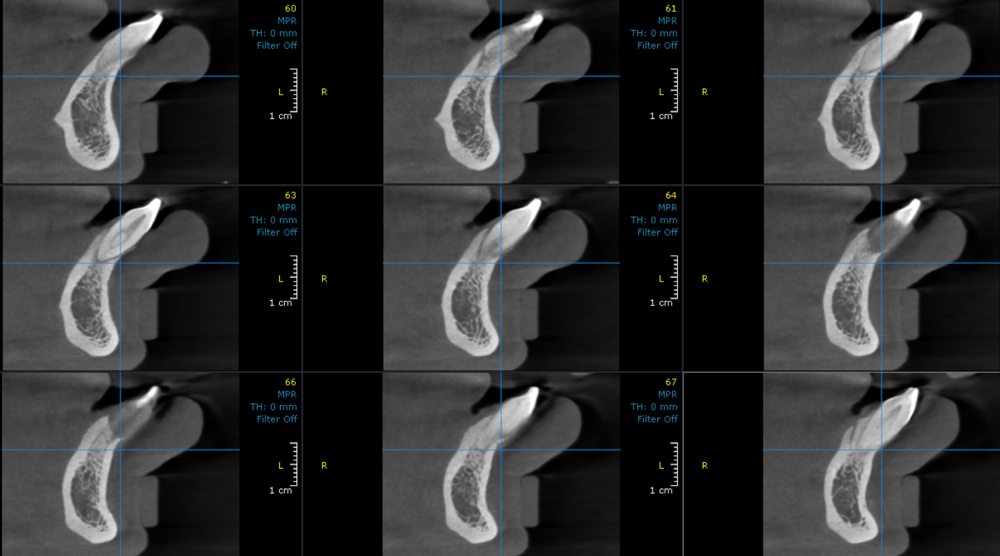 60
MPR
TH: 0 mm
Filter Off
L
1 cm
R
61
MPR
TH: 0 mm
Filter Off
L
1 cm
R
63
MPR
TH: 0 mm
Filter Off
L
1 cm
R
64
MPR
TH: 0 mm
Filter Off
L
1 cm
R
66
MPR
TH: 0 mm
Filter Off
L
1 cm
R
67
MPR
TH: 0 mm
Filter Off
L
1 cm
R